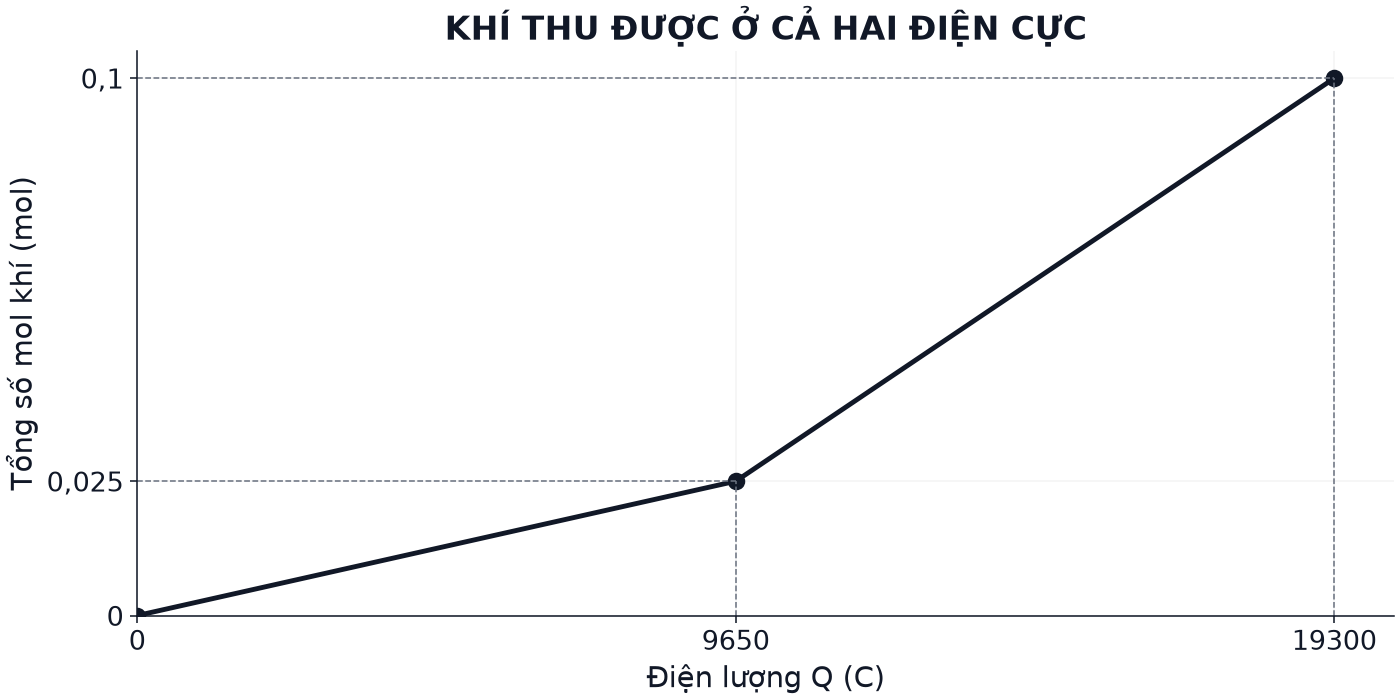 KHÍ THU ĐƯỢC Ở CẢ HAI ĐIỆN CỰC
Tổng số mol khí (mol)
0,1
0,025
0
0
9650
19300
Điện lượng Q (C)